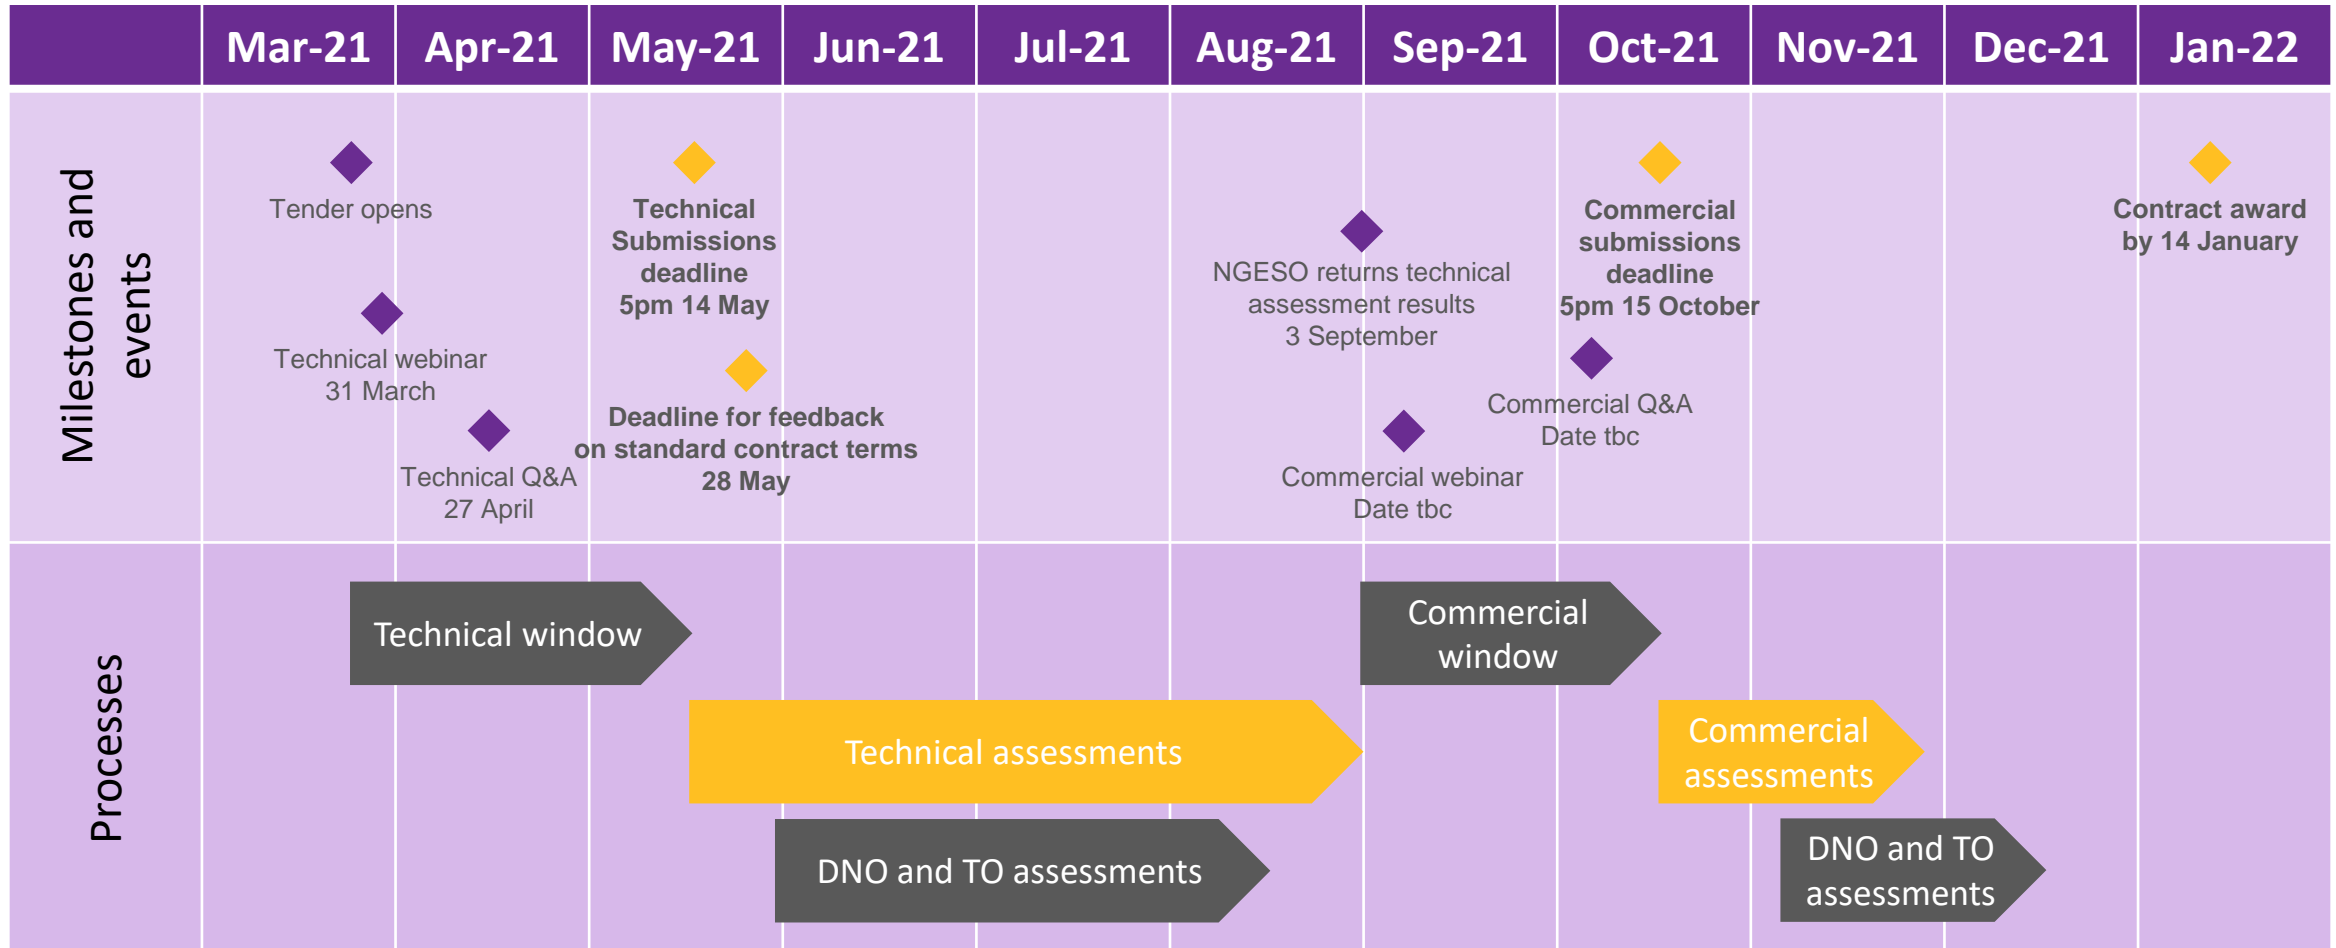 Mar-21
Apr-21
May-21
Jun-21
Jul-21
Aug-21
Sep-21
Oct-21
Nov-21
Dec-21
Jan-22
Milestones and
events
Tender opens
Technical webinar
31 March
Technical Q&A
27 April
Technical
Submissions
deadline
5pm 14 May
Deadline for feedback
on standard contract terms
28 May
NGESO returns technical
assessment results
3 September
Commercial webinar
Date tbc
Commercial
submissions
deadline
5pm 15 October
Commercial Q&A
Date tbc
Contract award
by 14 January
Processes
Technical window
Commercial
window
Technical assessments
Commercial
assessments
DNO and TO assessments
DNO and TO
assessments